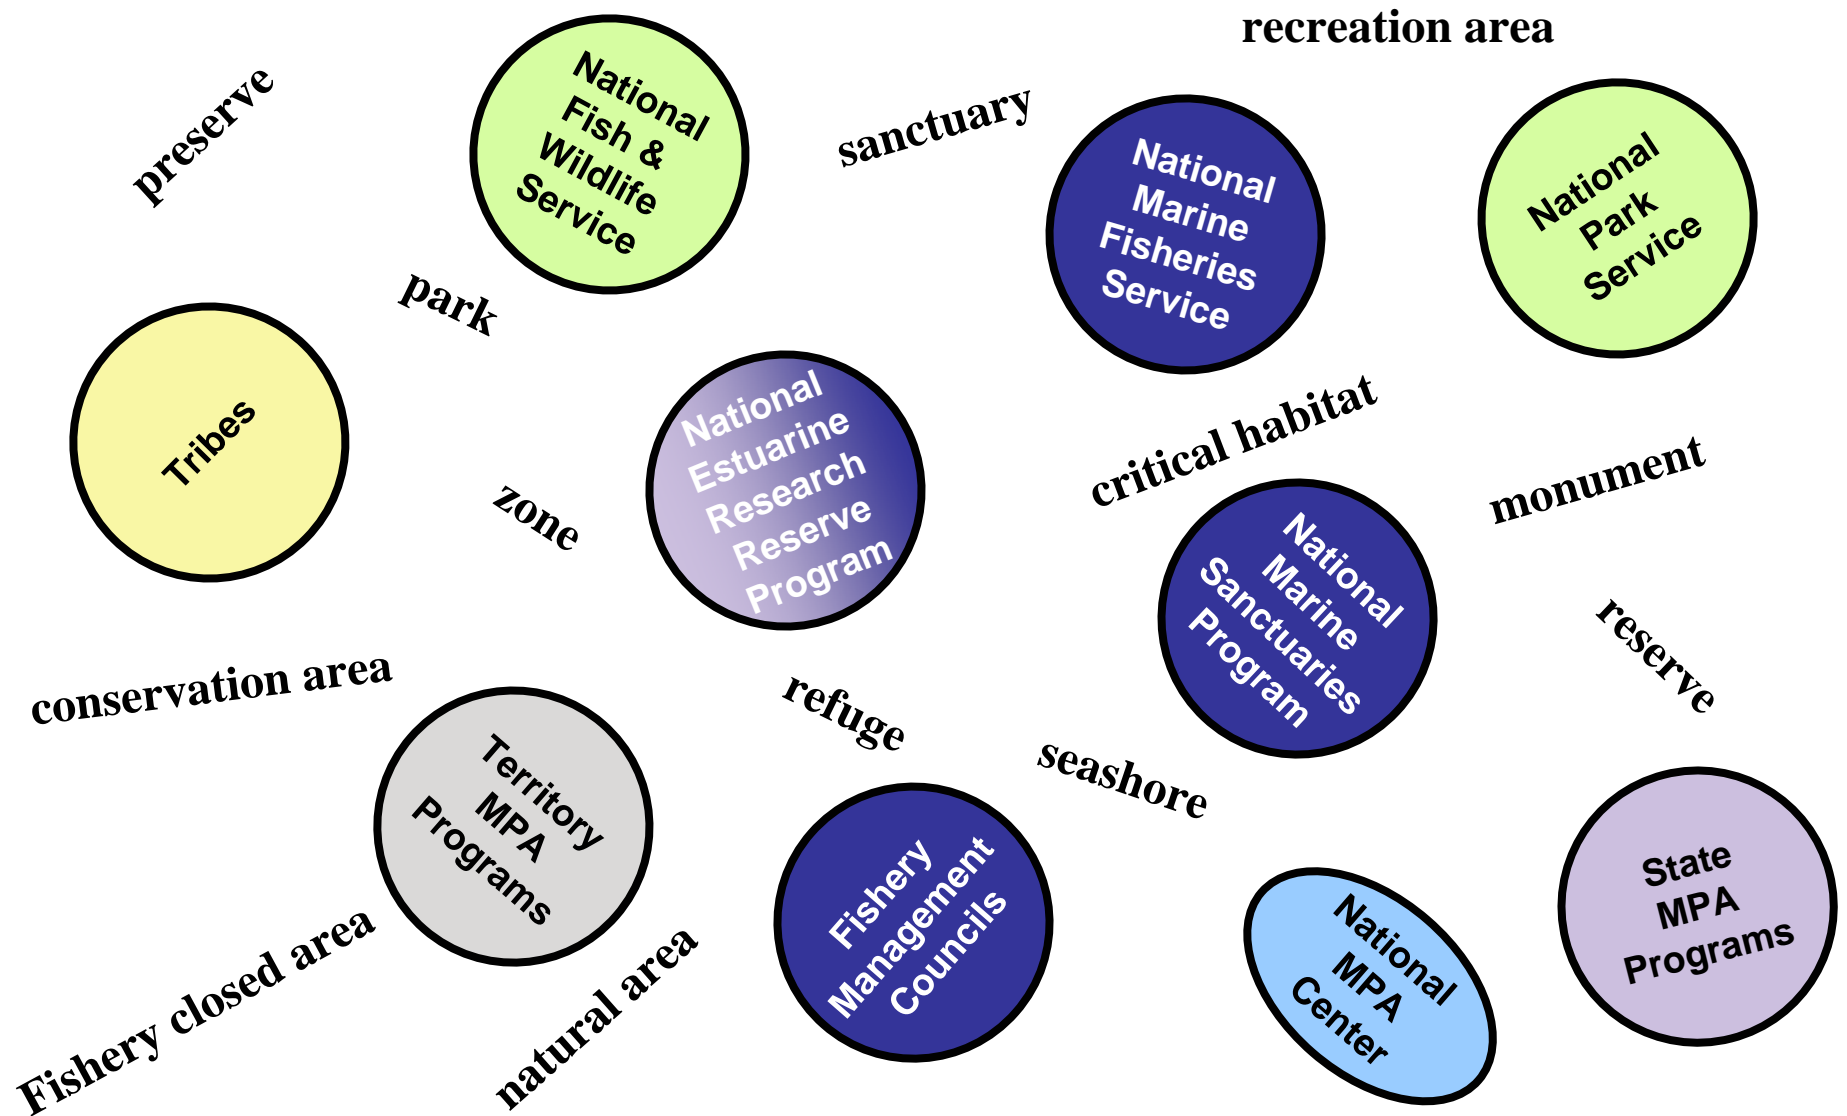 recreation area
preserve
National
Fish &
Wildlife
Service
sanctuary
National
Marine
Fisheries
Service
National
Park
Service
park
Tribes
zone
National
Estuarine
Research
Reserve
Program
critical habitat
monument
National
Marine
Sanctuaries
Program
reserve
conservation area
refuge
seashore
Territory
MPA
Programs
Fishery
Management
Councils
State
MPA
Programs
National
MPA
Center
Fishery closed area
natural area